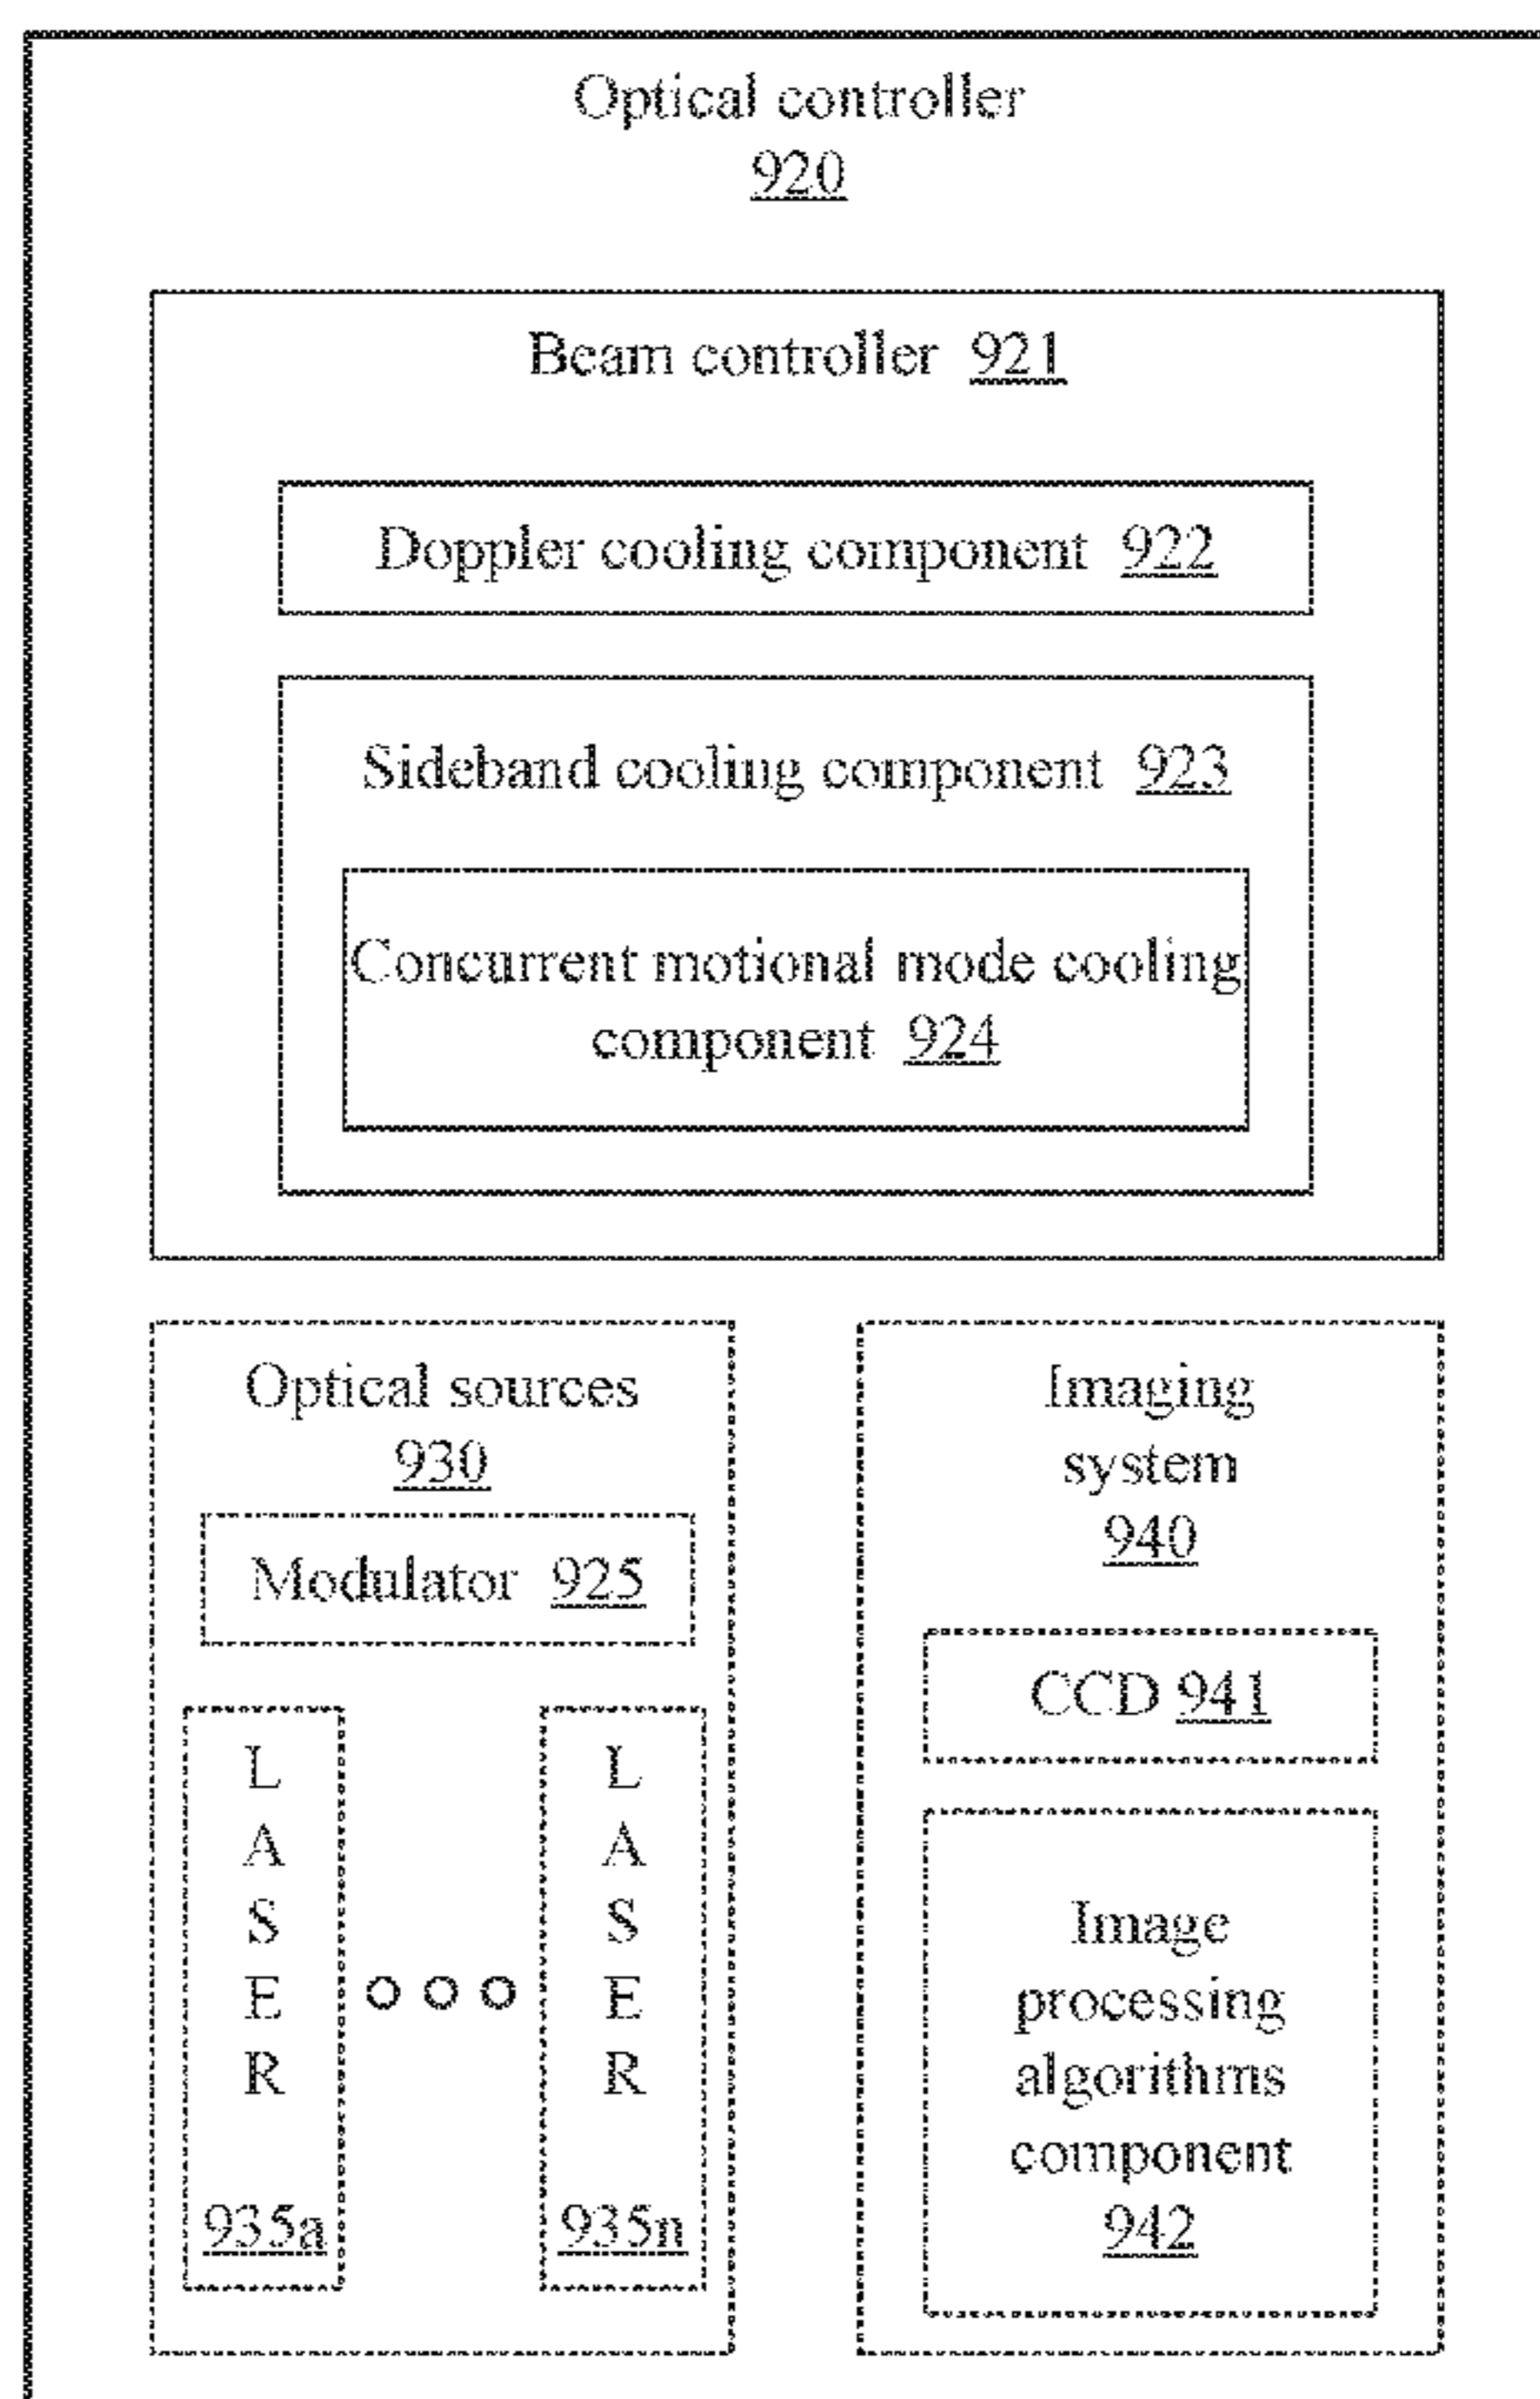 Optical controller
920
Beam controller 921
Doppler cooling component 922
Sideband cooling component 923
Concurrent motional mode cooling
component 924
Optical sources
930
Modulator 925
L
A
S
E
R
935a
L
A
S
E
R
935n
Imaging
system
940
CCD 941
Image
processing
algorithms
component
942